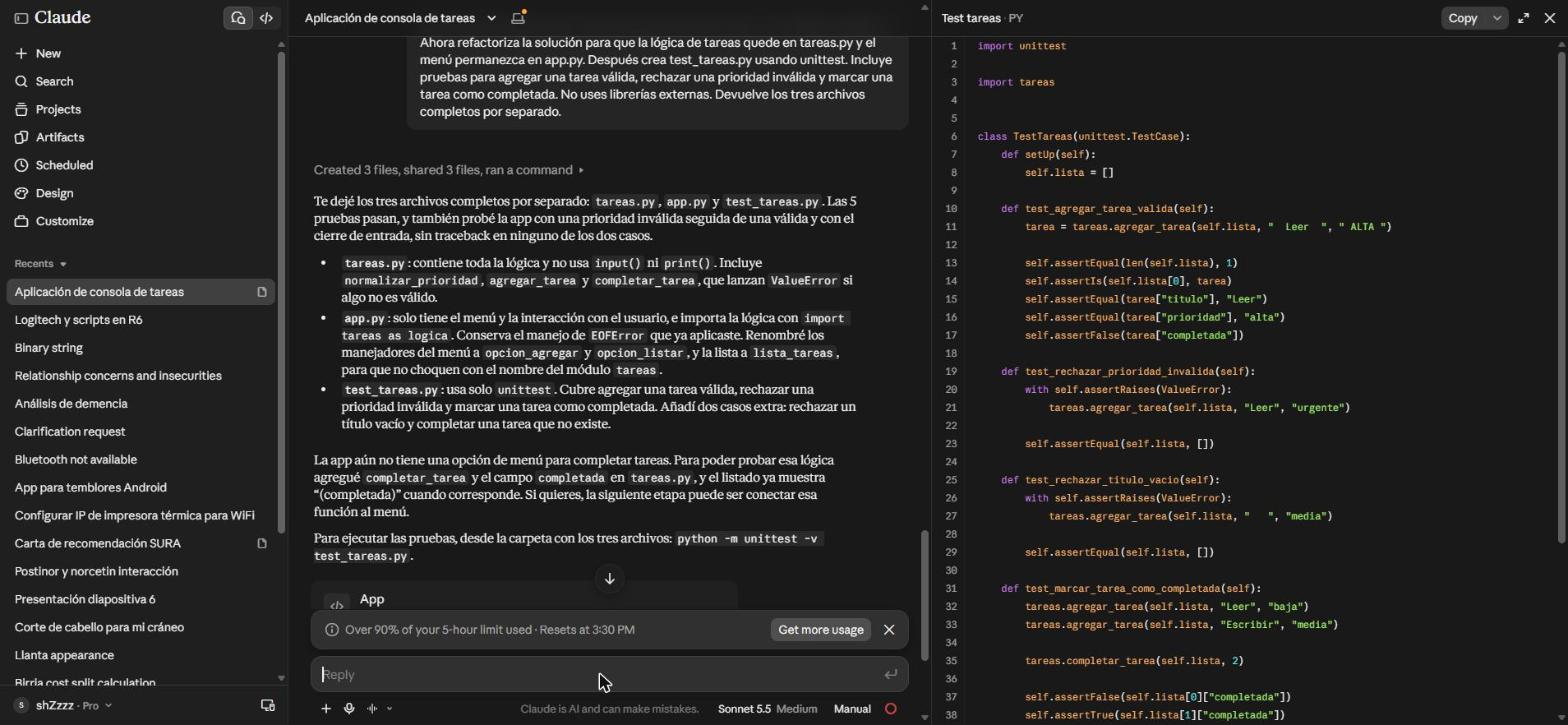 Claude
New
Search
Projects
Artifacts
Scheduled
Design
Customize
Recents
Aplicación de consola de tareas
Logitech y scripts en R6
Binary string
Relationship concerns and insecurities
Análisis de demencia
Clarification request
Bluetooth not available
App para temblores Android
Configurar IP de impresora térmica para WiFi
Carta de recomendación SURA
Postinor y norcetin interacción
Presentación diapositiva 6
Corte de cabello para mi cráneo
Llanta appearance
Birria cost split calculation
S shZzzz · Pro
Aplicación de consola de tareas
Ahora refactoriza la solución para que la lógica de tareas quede en tareas.py y el
menú permanezca en app.py. Después crea test_tareas.py usando unittest. Incluye
pruebas para agregar una tarea válida, rechazar una prioridad inválida y marcar una
tarea como completada. No uses librerías externas. Devuelve los tres archivos
completos por separado.
Created 3 files, shared 3 files, ran a command
Te dejé los tres archivos completos por separado: tareas.py, app.py y test_tareas.py. Las 5
pruebas pasan, y también probé la app con una prioridad inválida seguida de una válida y con el
cierre de entrada, sin traceback en ninguno de los dos casos.
• tareas.py: contiene toda la lógica y no usa input() ni print(). Incluye
normalizar_prioridad, agregar_tarea y completar_tarea, que lanzan ValueError si
algo no es válido.
• app.py: solo tiene el menú y la interacción con el usuario, e importa la lógica con import
tareas as logica. Conserva el manejo de EOFError que ya aplicaste. Renombré los
manejadores del menú a opcion_agregar y opcion_listar, y la lista a lista_tareas,
para que no choquen con el nombre del módulo tareas.
• test_tareas.py: usa solo unittest. Cubre agregar una tarea válida, rechazar una
prioridad inválida y marcar una tarea como completada. Añadí dos casos extra: rechazar un
título vacío y completar una tarea que no existe.
La app aún no tiene una opción de menú para completar tareas. Para poder probar esa lógica
agregué completar_tarea y el campo completada en tareas.py, y el listado ya muestra
“(completada)” cuando corresponde. Si quieres, la siguiente etapa puede ser conectar esa
función al menú.
Para ejecutar las pruebas, desde la carpeta con los tres archivos: python -m unittest -v
test_tareas.py.
App
Over 90% of your 5-hour limit used · Resets at 3:30 PM
Get more usage
Reply
Claude is AI and can make mistakes.
Sonnet 5.5 Medium
Manual
Test tareas · PY
Copy
1 import unittest
2
3 import tareas
4
5
6 class TestTareas(unittest.TestCase):
7     def setUp(self):
8         self.lista = []
9
10     def test_agregar_tarea_valida(self):
11         tarea = tareas.agregar_tarea(self.lista, "  Leer  ", " ALTA ")
12
13         self.assertEqual(len(self.lista), 1)
14         self.assertIs(self.lista[0], tarea)
15         self.assertEqual(tarea["titulo"], "Leer")
16         self.assertEqual(tarea["prioridad"], "alta")
17         self.assertFalse(tarea["completada"])
18
19     def test_rechazar_prioridad_invalida(self):
20         with self.assertRaises(ValueError):
21             tareas.agregar_tarea(self.lista, "Leer", "urgente")
22
23         self.assertEqual(self.lista, [])
24
25     def test_rechazar_titulo_vacio(self):
26         with self.assertRaises(ValueError):
27             tareas.agregar_tarea(self.lista, "   ", "media")
28
29         self.assertEqual(self.lista, [])
30
31     def test_marcar_tarea_como_completada(self):
32         tareas.agregar_tarea(self.lista, "Leer", "baja")
33         tareas.agregar_tarea(self.lista, "Escribir", "media")
34
35         tareas.completar_tarea(self.lista, 2)
36
37         self.assertFalse(self.lista[0]["completada"])
38         self.assertTrue(self.lista[1]["completada"])